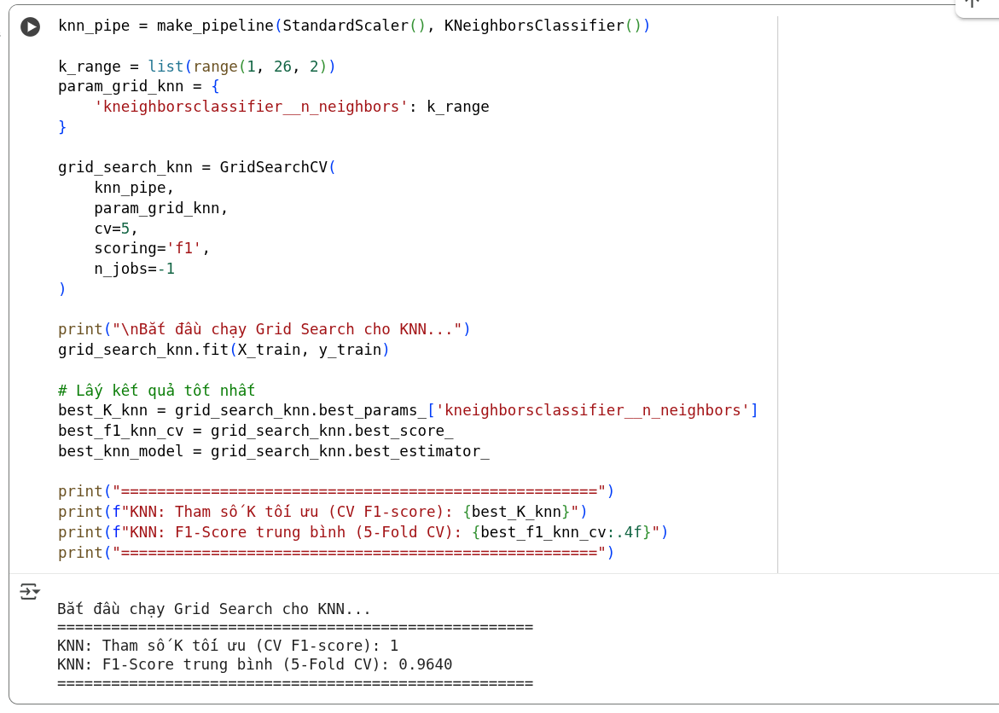 knn_pipe = make_pipeline(StandardScaler(), KNeighborsClassifier())
k_range = list(range(1, 26, 2))
param_grid_knn = {
    'kneighborsclassifier__n_neighbors': k_range
}
grid_search_knn = GridSearchCV(
    knn_pipe,
    param_grid_knn,
    cv=5,
    scoring='f1',
    n_jobs=-1
)
print("\nBắt đầu chạy Grid Search cho KNN...")
grid_search_knn.fit(X_train, y_train)
# Lấy kết quả tốt nhất
best_K_knn = grid_search_knn.best_params_['kneighborsclassifier__n_neighbors']
best_f1_knn_cv = grid_search_knn.best_score_
best_knn_model = grid_search_knn.best_estimator_
print("=====================================================")
print(f"KNN: Tham số K tối ưu (CV F1-score): {best_K_knn}")
print(f"KNN: F1-Score trung bình (5-Fold CV): {best_f1_knn_cv:.4f}")
print("=====================================================")
Bắt đầu chạy Grid Search cho KNN...
=====================================================
KNN: Tham số K tối ưu (CV F1-score): 1
KNN: F1-Score trung bình (5-Fold CV): 0.9640
=====================================================